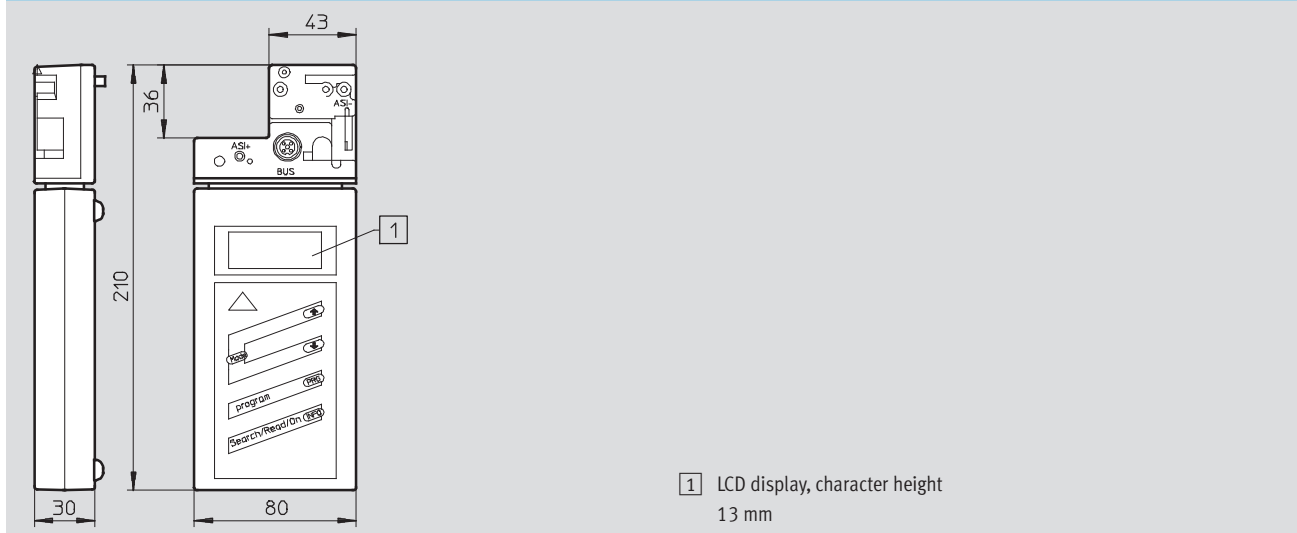 43
36
ASI-
ASI+
BUS
1
210
Mode
program PRG
Search/Read/On INFO
30
80
1 LCD display, character height
13 mm